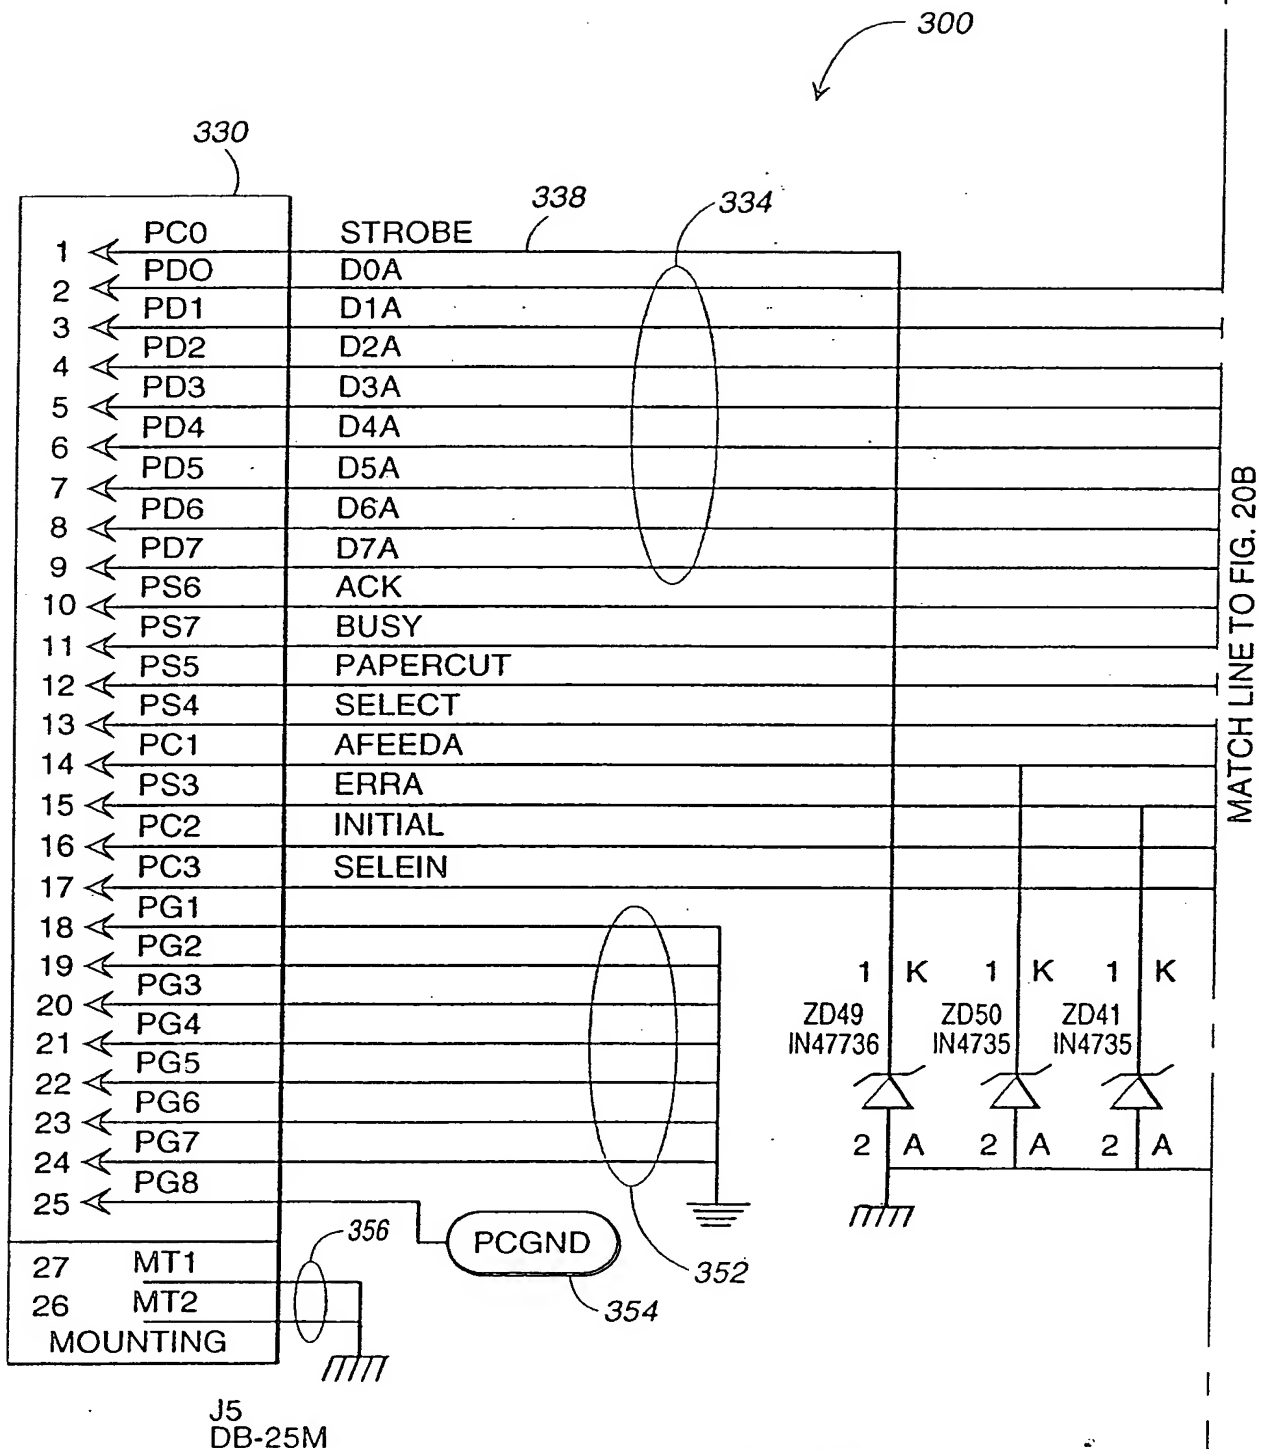 300
330
338
334
PC0 STROBE
1
PDO D0A
2
PD1 D1A
3
PD2 D2A
4
PD3 D3A
5
PD4 D4A
6
PD5 D5A
7
PD6 D6A
8
PD7 D7A
9
PS6 ACK
10
PS7 BUSY
11
PS5 PAPERCUT
12
PS4 SELECT
13
PC1 AFEEDA
14
PS3 ERRA
15
PC2 INITIAL
16
PC3 SELEIN
17
PG1
18
PG2
19
PG3
20
PG4
21
PG5
22
PG6
23
PG7
24
PG8
25
1 K 1 K 1 K
ZD49 ZD50 ZD41
IN47736 IN4735 IN4735
2 A 2 A 2 A
PCGND
356
352
354
27 MT1
26 MT2
MOUNTING
J5
DB-25M
MATCH LINE TO FIG. 20B